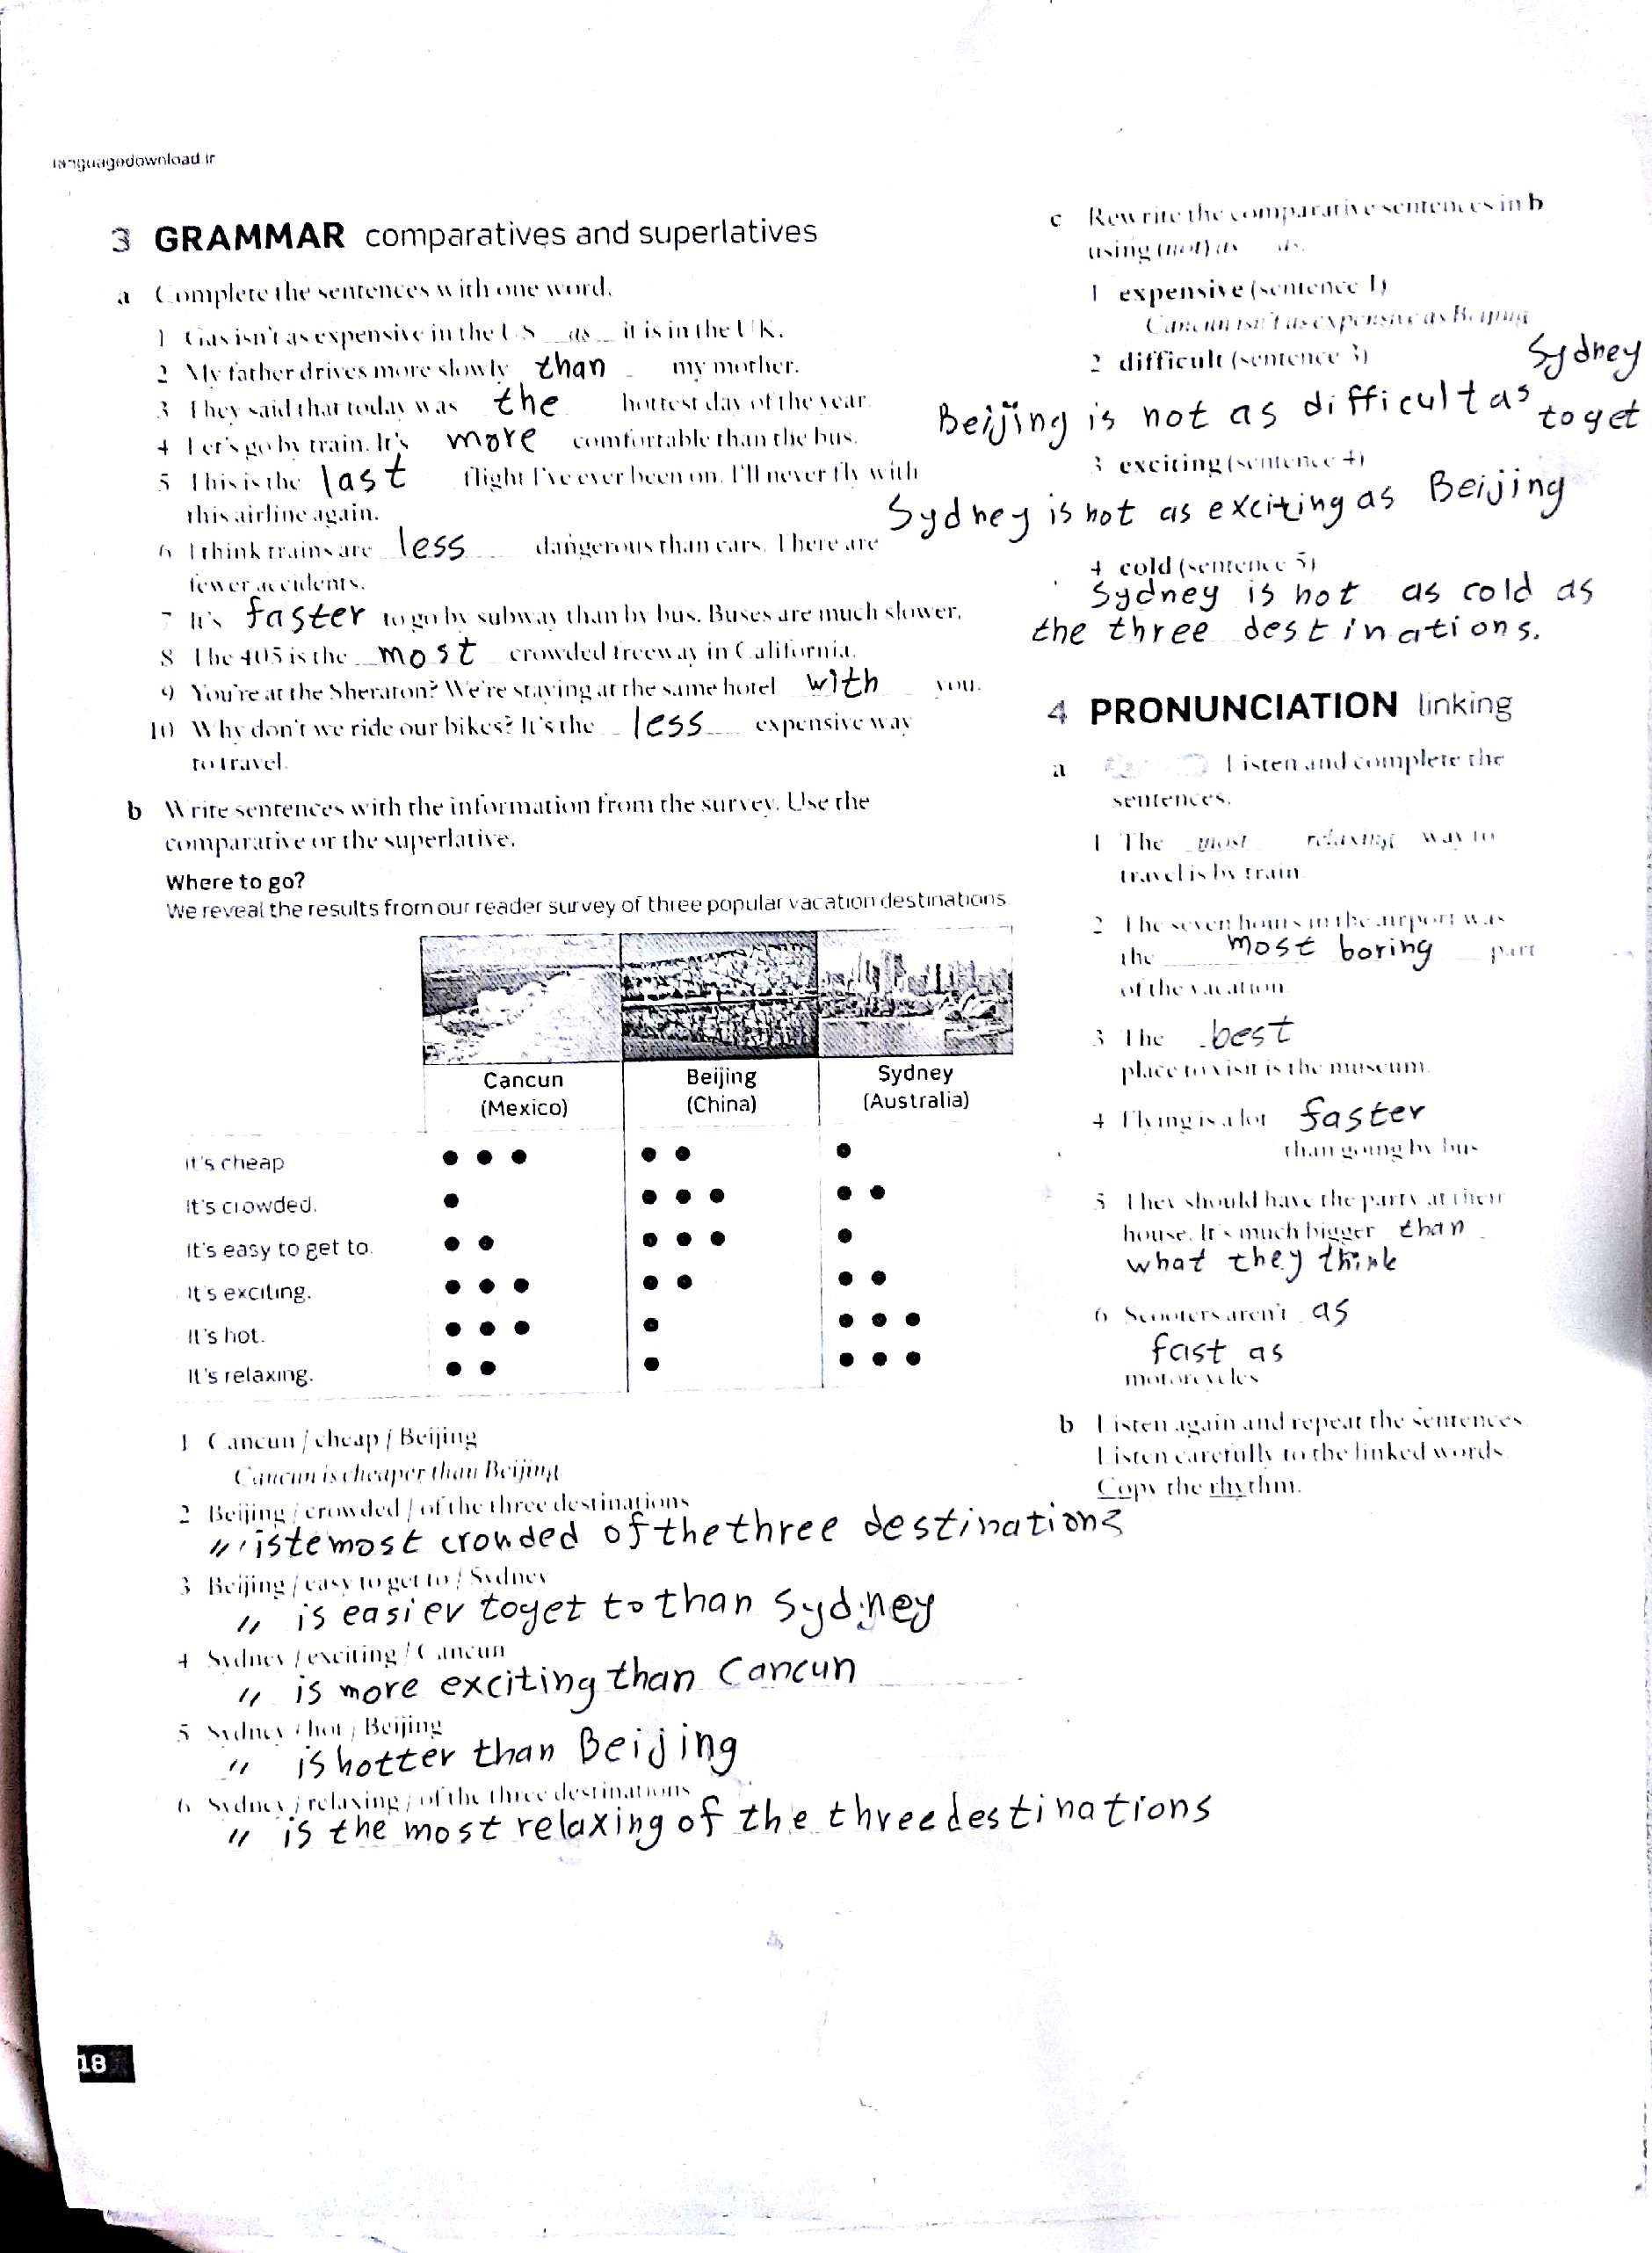 languagedownload.ir
3 GRAMMAR comparatives and superlatives
a Complete the sentences with one word.
1 Gas isn't as expensive in the US as it is in the UK.
2 My father drives more slowly than my mother.
3 They said that today was the hottest day of the year.
4 Let's go by train. It's more comfortable than the bus.
5 This is the last flight I've ever been on. I'll never fly with
this airline again.
6 I think trains are less dangerous than cars. There are
fewer accidents.
7 It's faster to go by subway than by bus. Buses are much slower.
8 The 405 is the most crowded freeway in California.
9 You're at the Sheraton? We're staying at the same hotel with you.
10 Why don't we ride our bikes? It's the less expensive way
to travel.
b Write sentences with the information from the survey. Use the
comparative or the superlative.
Where to go?
We reveal the results from our reader survey of three popular vacation destinations.
Cancun Beijing Sydney
(Mexico) (China) (Australia)
It's cheap
It's crowded.
It's easy to get to.
It's exciting.
It's hot.
It's relaxing.
1 Cancun / cheap / Beijing
Cancun is cheaper than Beijing.
2 Beijing / crowded / of the three destinations
" is te most crowded of the three destinations
3 Beijing / easy to get to / Sydney
" is easier to get to than Sydney
4 Sydney / exciting / Cancun
" is more exciting than Cancun
5 Sydney / hot / Beijing
" is hotter than Beijing
6 Sydney / relaxing / of the three destinations
" is the most relaxing of the three destinations
18
c Rewrite the comparative sentences in b
using (not) as as.
1 expensive (sentence 1)
Cancun isn't as expensive as Beijing
2 difficult (sentence 3)
Beijing is not as difficult as Sydney
to get
3 exciting (sentence 4)
Sydney is not as exciting as Beijing
4 cold (sentence 5)
Sydney is not as cold as
the three destinations.
4 PRONUNCIATION linking
a Listen and complete the
sentences.
1 The most relaxing way to
travel is by train.
2 The seven hours in the airport was
the most boring part
of the vacation.
3 The best
place to visit is the museum.
4 Flying is a lot faster
than going by bus
5 They should have the party at their
house. It's much bigger than
what they think
6 Scooters aren't as
fast as
motorcycles
b Listen again and repeat the sentences.
Listen carefully to the linked words.
Copy the rhythm.